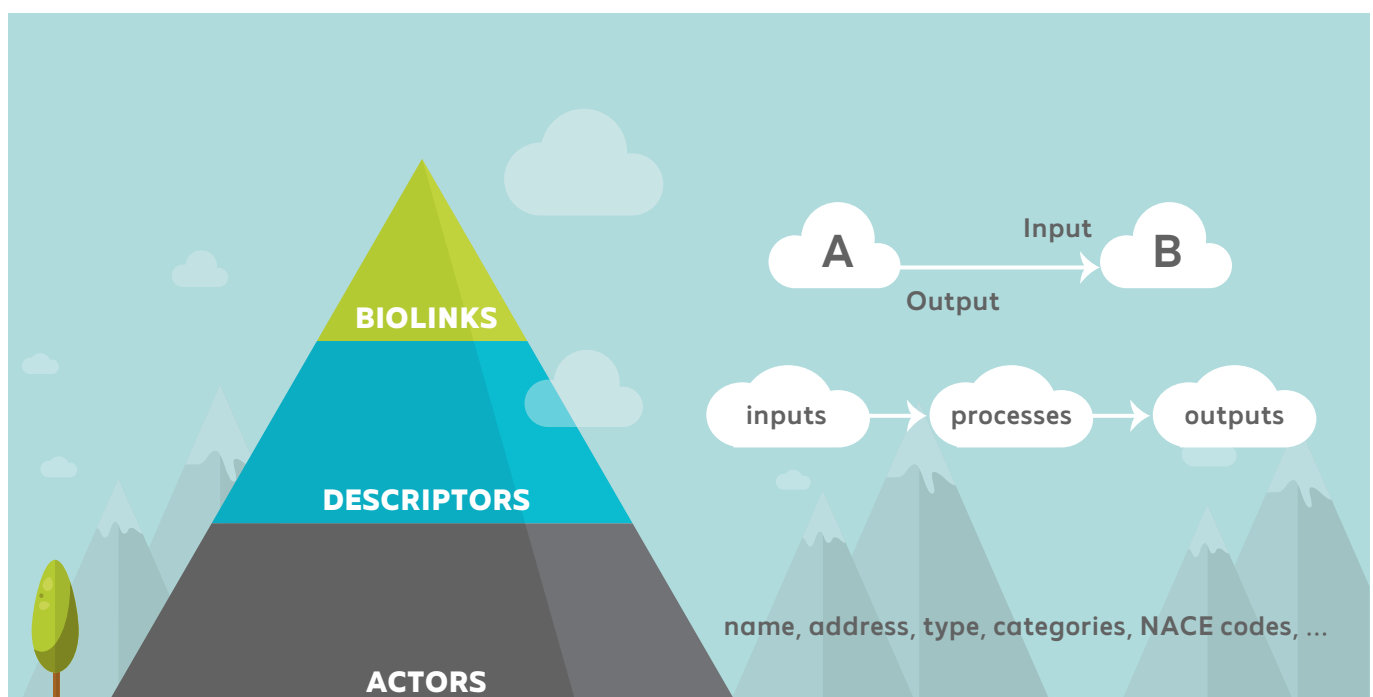 Input
A
B
Output
BIOLINKS
inputs
processes
outputs
DESCRIPTORS
name, address, type, categories, NACE codes, ...
ACTORS